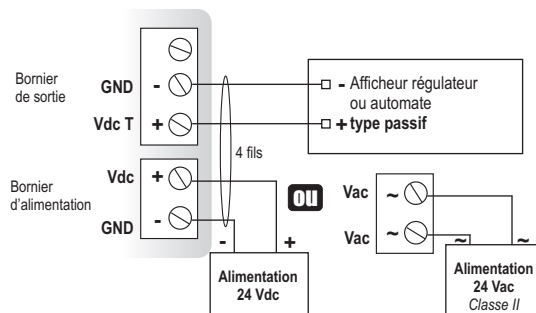 Bornier
de sortie
GND
-
Vdc T
+
- Afficheur régulateur
ou automate
+ type passif
4 fils
Bornier
d'alimentation
Vdc
+
GND
-
ou
Vac
~
Vac
~
- +
Alimentation
24 Vdc
~ ~
Alimentation
24 Vac
Classe II